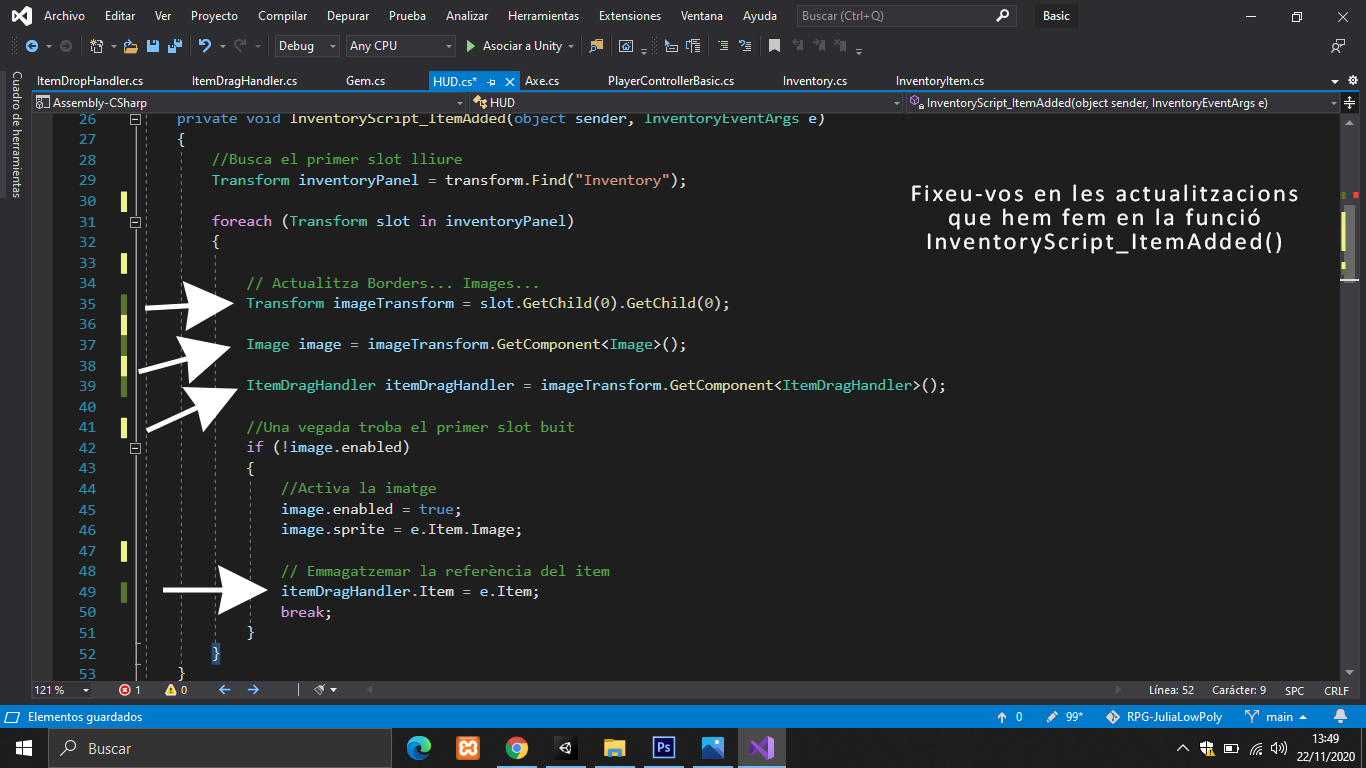 Archivo Editar Ver Proyecto Compilar Depurar Prueba Analizar Herramientas Extensiones Ventana Ayuda Buscar (Ctrl+Q) Basic
Debug Any CPU Asociar a Unity
ItemDropHandler.cs ItemDragHandler.cs Gem.cs HUD.cs* Axe.cs PlayerControllerBasic.cs Inventory.cs InventoryItem.cs
Cuadro de herramientas
Assembly-CSharp HUD InventoryScript_ItemAdded(object sender, InventoryEventArgs e)
26 private void InventoryScript_ItemAdded(object sender, InventoryEventArgs e)
27 {
28 //Busca el primer slot lliure
29 Transform inventoryPanel = transform.Find("Inventory");
30
31 foreach (Transform slot in inventoryPanel)
32 {
33
34 // Actualitza Borders... Images...
35 Transform imageTransform = slot.GetChild(0).GetChild(0);
36
37 Image image = imageTransform.GetComponent<Image>();
38
39 ItemDragHandler itemDragHandler = imageTransform.GetComponent<ItemDragHandler>();
40
41 //Una vegada troba el primer slot buit
42 if (!image.enabled)
43 {
44 //Activa la imatge
45 image.enabled = true;
46 image.sprite = e.Item.Image;
47
48 // Emmagatzemar la referència del item
49 itemDragHandler.Item = e.Item;
50 break;
51 }
52 }
53 }
Fixeu-vos en les actualitzacions
que hem fem en la funció
InventoryScript_ItemAdded()
121 % 1 0 Línea: 52 Carácter: 9 SPC CRLF
Elementos guardados 0 99* RPG-JuliaLowPoly main
Buscar 13:49
22/11/2020